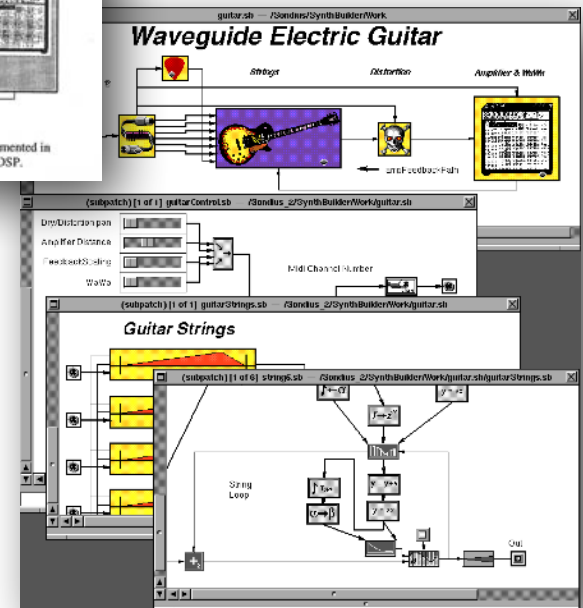 mented in
DSP.
guitar.sb — /Sondius/SynthBuilder/Work
Waveguide Electric Guitar
Strings
Distortion
Amplifier & WaWa
ampFeedbackPath
(subpatch) [1 of 1] guitarControl.sb — /Sondius_2/SynthBuilder/Work/guitar.sb
Dry/Distortion pan
Amplifier Distance
FeedbackScaling
WaWa
Midi Channel Number
(subpatch) [1 of 1] guitarStrings.sb — /Sondius_2/SynthBuilder/Work/guitar.sb
Guitar Strings
(subpatch) [1 of 6] string6.sb — /Sondius_2/SynthBuilder/Work/guitar.sb/guitarStrings.sb
String
Loop
Out